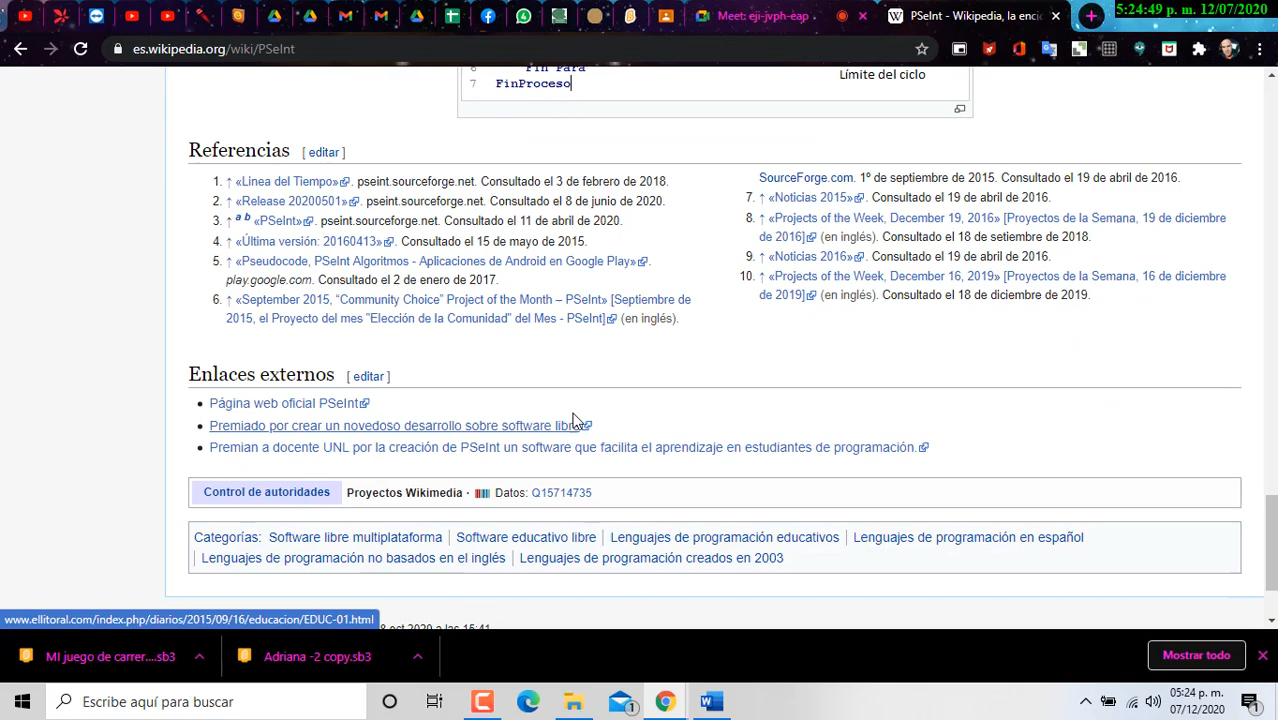 Meet: eji-jvph-eap
PSeInt - Wikipedia, la enci
5:24:49 p. m. 12/07/2020
es.wikipedia.org/wiki/PSeInt
6 Fin Para
7 FinProceso
Límite del ciclo
Referencias [ editar ]
1. ↑ «Linea del Tiempo». pseint.sourceforge.net. Consultado el 3 de febrero de 2018.
2. ↑ «Release 20200501». pseint.sourceforge.net. Consultado el 8 de junio de 2020.
3. ↑ a b «PSeInt». pseint.sourceforge.net. Consultado el 11 de abril de 2020.
4. ↑ «Última versión: 20160413». Consultado el 15 de mayo de 2015.
5. ↑ «Pseudocode, PSeInt Algoritmos - Aplicaciones de Android en Google Play».
play.google.com. Consultado el 2 de enero de 2017.
6. ↑ «September 2015, “Community Choice” Project of the Month – PSeInt» [Septiembre de
2015, el Proyecto del mes "Elección de la Comunidad" del Mes - PSeInt] (en inglés).
SourceForge.com. 1º de septiembre de 2015. Consultado el 19 de abril de 2016.
7. ↑ «Noticias 2015». Consultado el 19 de abril de 2016.
8. ↑ «Projects of the Week, December 19, 2016» [Proyectos de la Semana, 19 de diciembre
de 2016] (en inglés). Consultado el 18 de setiembre de 2018.
9. ↑ «Noticias 2016». Consultado el 19 de abril de 2016.
10. ↑ «Projects of the Week, December 16, 2019» [Proyectos de la Semana, 16 de diciembre
de 2019] (en inglés). Consultado el 18 de diciembre de 2019.
Enlaces externos [ editar ]
Página web oficial PSeInt
Premiado por crear un novedoso desarrollo sobre software libre
Premian a docente UNL por la creación de PSeInt un software que facilita el aprendizaje en estudiantes de programación.
Control de autoridades Proyectos Wikimedia · Datos: Q15714735
Categorías: Software libre multiplataforma | Software educativo libre | Lenguajes de programación educativos | Lenguajes de programación en español
| Lenguajes de programación no basados en el inglés | Lenguajes de programación creados en 2003
www.ellitoral.com/index.php/diarios/2015/09/16/educacion/EDUC-01.html
oct 2020 a las 15:41
MI juego de carrer....sb3
Adriana -2 copy.sb3
Mostrar todo
Escribe aquí para buscar
1
05:24 p. m.
07/12/2020
1